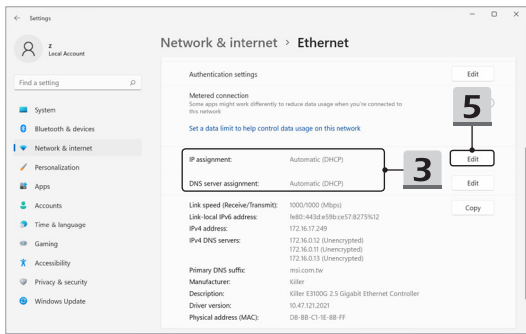 Settings
z
Local Account
Find a setting
System
Bluetooth & devices
Network & internet
Personalization
Apps
Accounts
Time & language
Gaming
Accessibility
Privacy & security
Windows Update
Network & internet > Ethernet
Authentication settings
Edit
Metered connection
Some apps might work differently to reduce data usage when you're connected to
this network
5
Set a data limit to help control data usage on this network
IP assignment: Automatic (DHCP)
Edit
3
DNS server assignment: Automatic (DHCP)
Edit
Link speed (Receive/Transmit): 1000/1000 (Mbps)
Copy
Link-local IPv6 address: fe80::443d:e59b:ce57:8275%12
IPv4 address: 172.16.17.249
IPv4 DNS servers: 172.16.0.12 (Unencrypted)
172.16.0.11 (Unencrypted)
172.16.0.13 (Unencrypted)
Primary DNS suffix: msi.com.tw
Manufacturer: Killer
Description: Killer E3100G 2.5 Gigabit Ethernet Controller
Driver version: 10.47.121.2021
Physical address (MAC): D8-BB-C1-1E-8B-FF